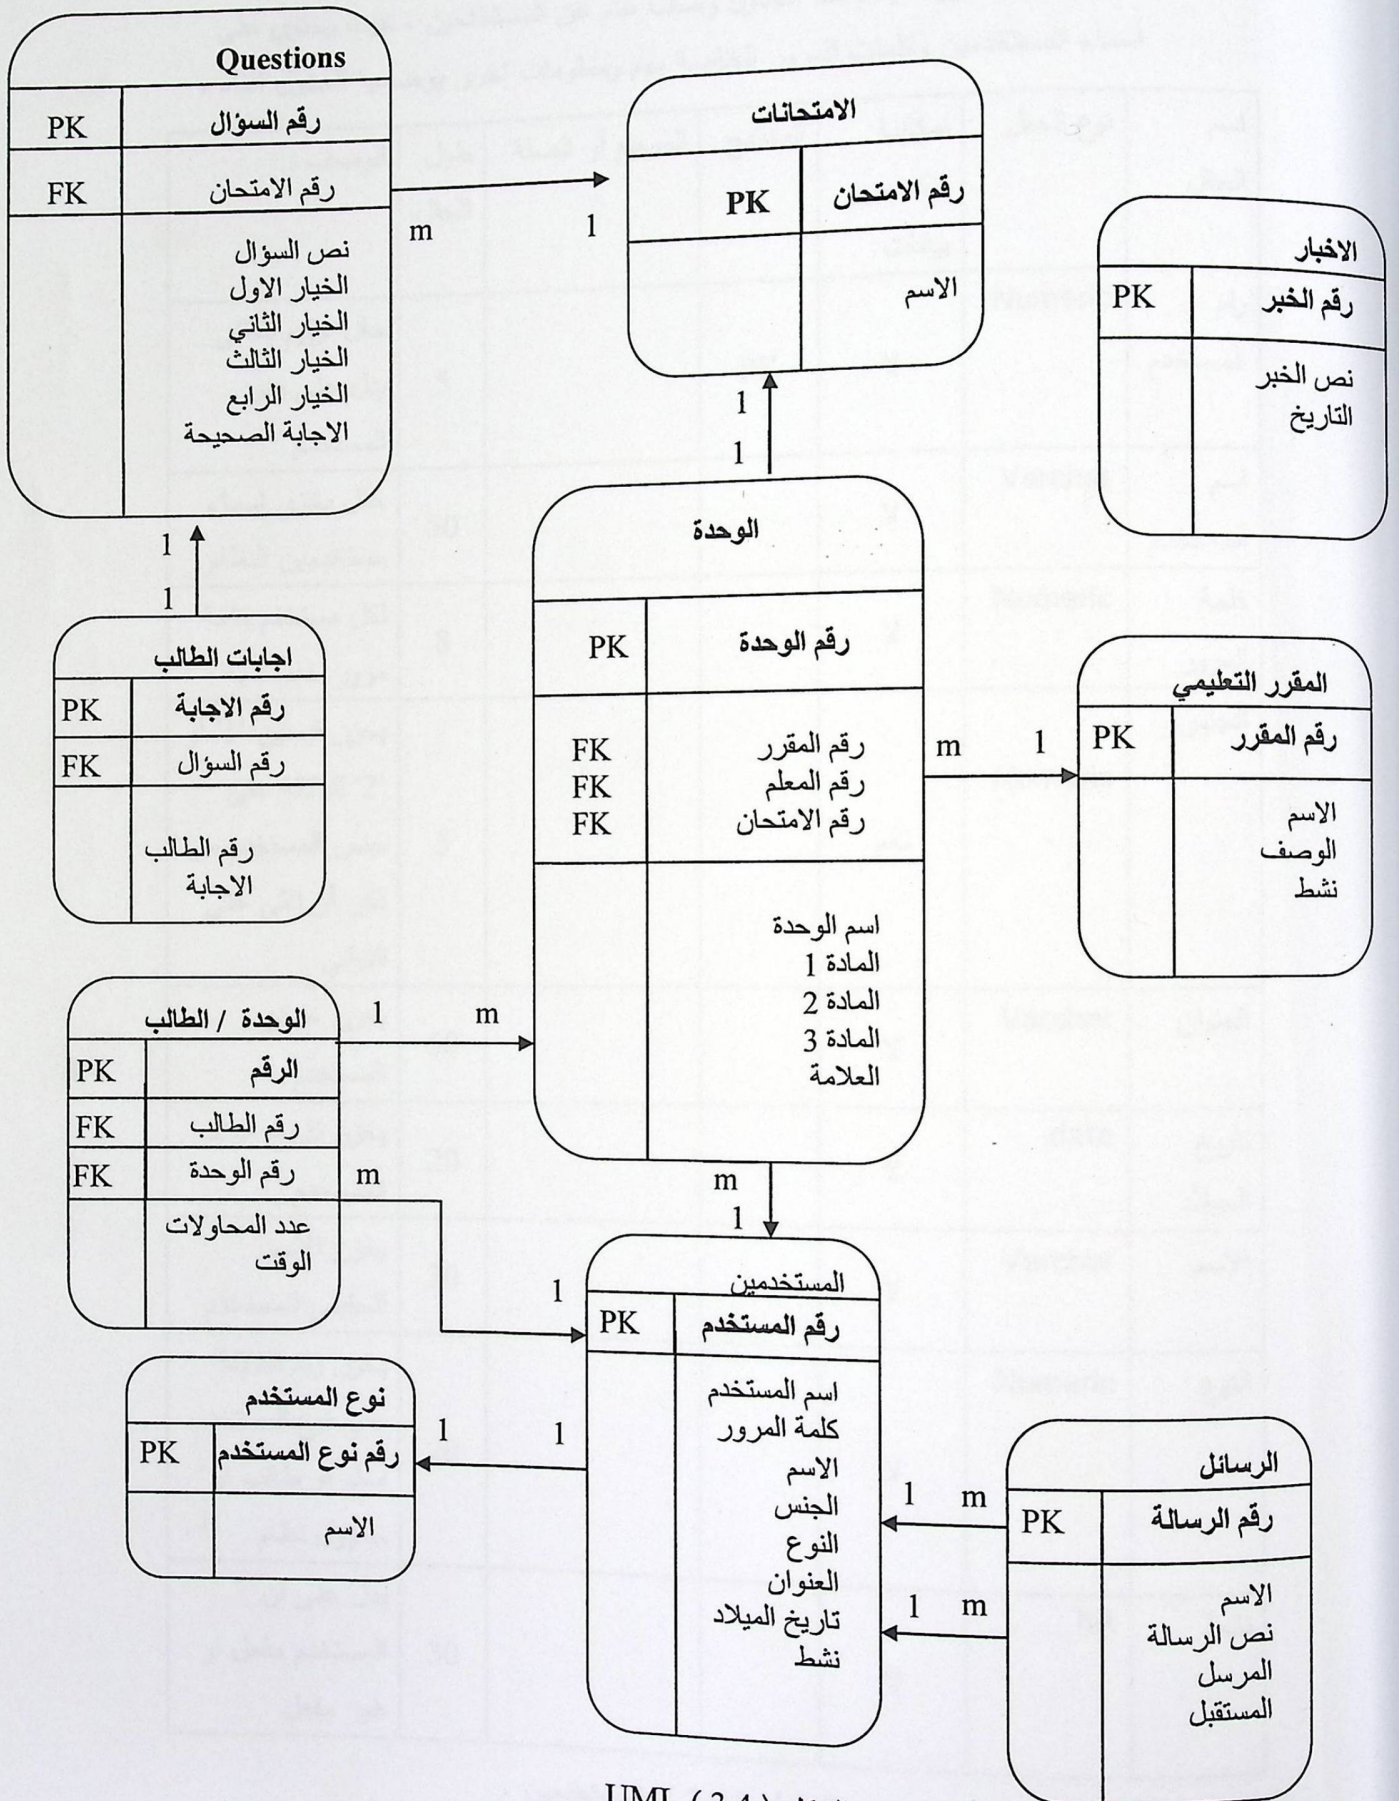 Questions
PK رقم السؤال
FK رقم الامتحان
نص السؤال
الخيار الاول
الخيار الثاني
الخيار الثالث
الخيار الرابع
الاجابة الصحيحة
m 1
الامتحانات
PK رقم الامتحان
الاسم
الاخبار
PK رقم الخبر
نص الخبر
التاريخ
1
1
1
1
الوحدة
PK رقم الوحدة
FK رقم المقرر
FK رقم المعلم
FK رقم الامتحان
اسم الوحدة
المادة 1
المادة 2
المادة 3
العلامة
m 1
المقرر التعليمي
PK رقم المقرر
الاسم
الوصف
نشط
اجابات الطالب
PK رقم الاجابة
FK رقم السؤال
رقم الطالب
الاجابة
الوحدة / الطالب
PK الرقم
FK رقم الطالب
FK رقم الوحدة
عدد المحاولات
الوقت
1 m
m
1
m
1
المستخدمين
PK رقم المستخدم
اسم المستخدم
كلمة المرور
الاسم
الجنس
النوع
العنوان
تاريخ الميلاد
نشط
نوع المستخدم
PK رقم نوع المستخدم
الاسم
1 1
الرسائل
PK رقم الرسالة
الاسم
نص الرسالة
المرسل
المستقبل
1 m
1 m
UML ( 3-4 )